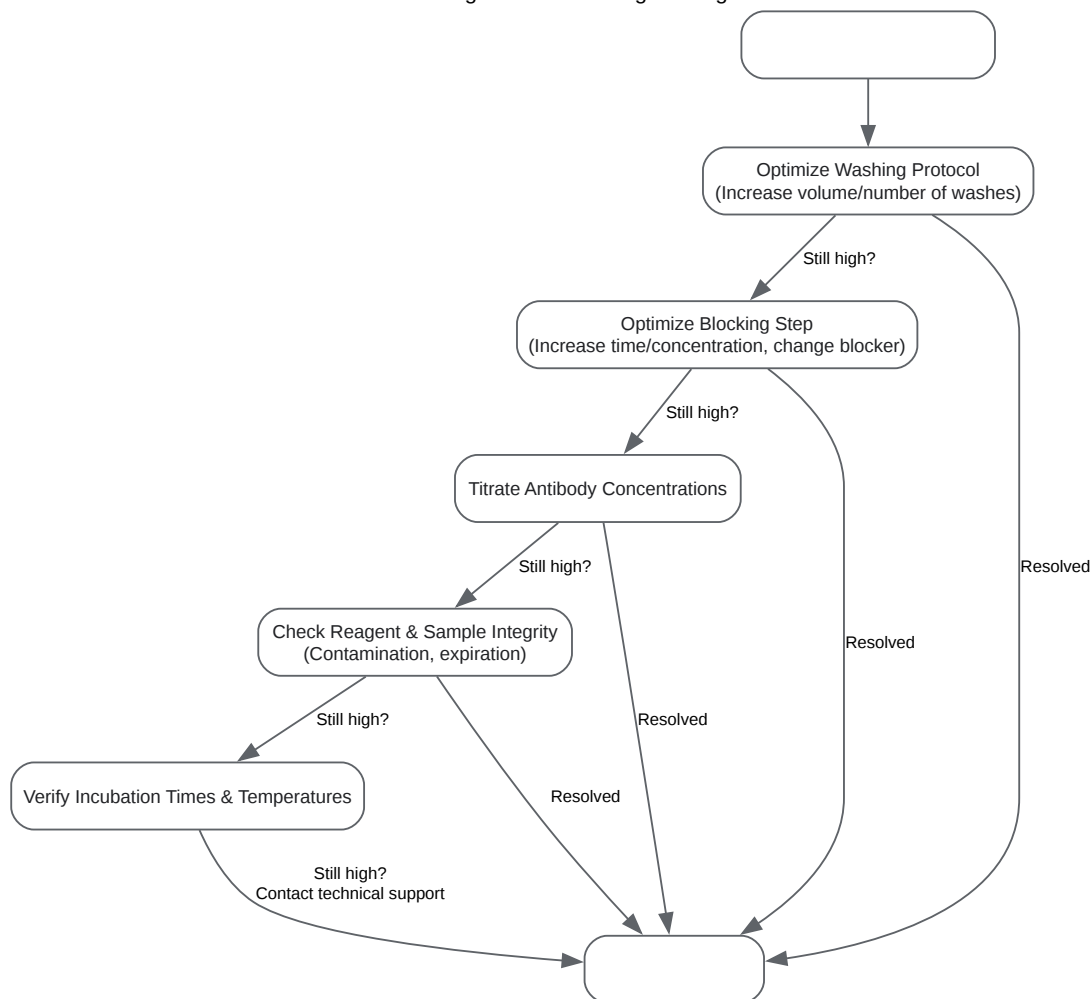 Optimize Washing Protocol
(Increase volume/number of washes)
Still high?
Optimize Blocking Step
(Increase time/concentration, change blocker)
Still high?
Titrate Antibody Concentrations
Still high?
Resolved
Check Reagent & Sample Integrity
(Contamination, expiration)
Resolved
Still high?
Resolved
Verify Incubation Times & Temperatures
Resolved
Still high?
Contact technical support